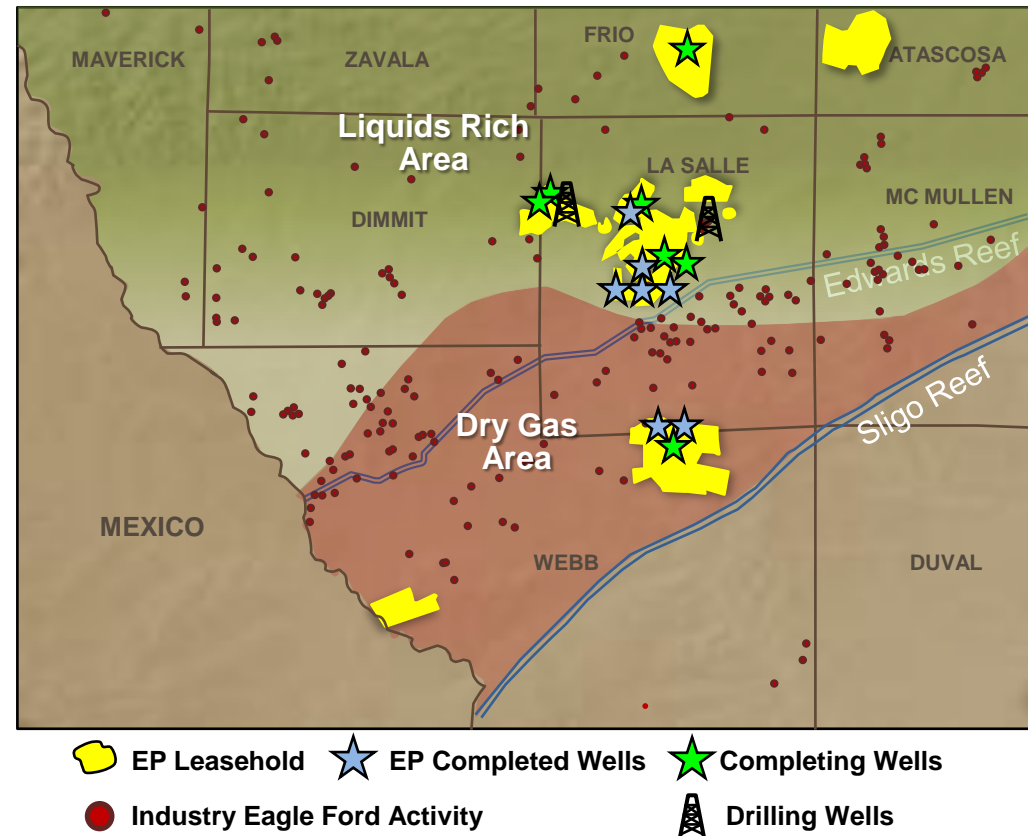 FRIO
MAVERICK
ZAVALA
ATASCOSA
Liquids Rich
Area
LA SALLE
MC MULLEN
DIMMIT
Edwards Reef
Sligo Reef
Dry Gas
Area
MEXICO
WEBB
DUVAL
EP Leasehold
EP Completed Wells
Completing Wells
Industry Eagle Ford Activity
Drilling Wells